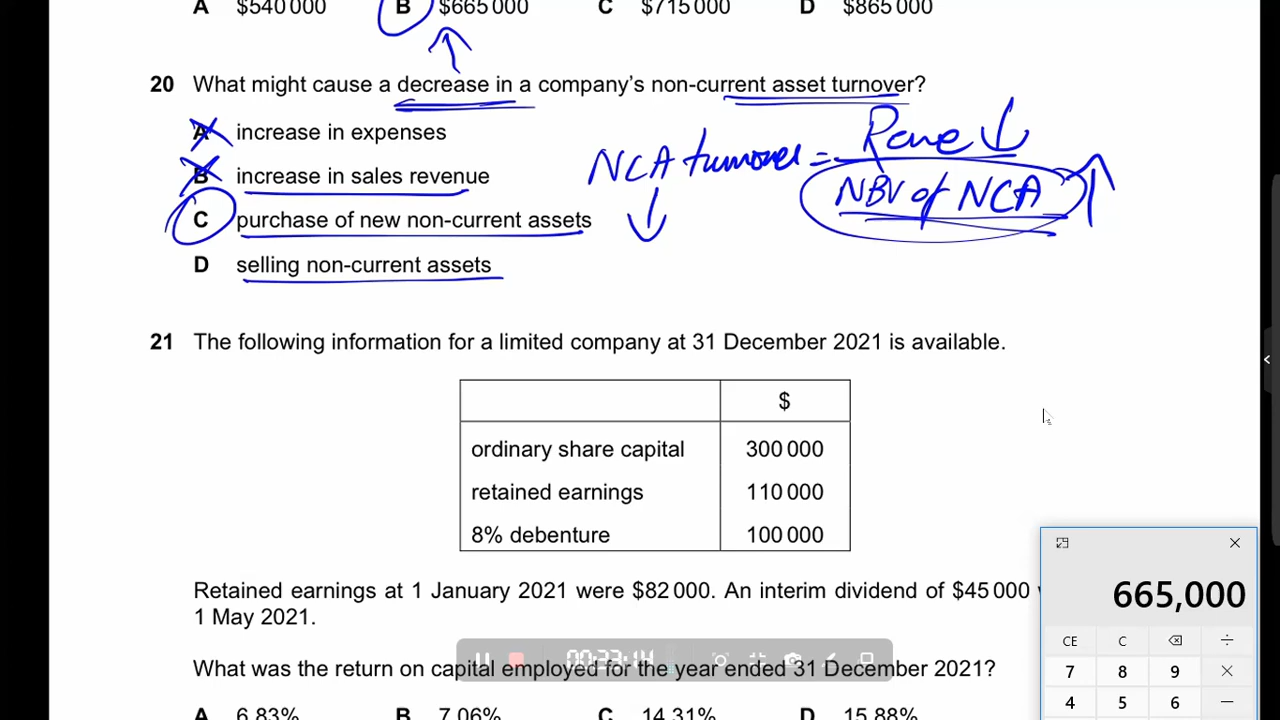 A $540 000 B $665 000 C $715 000 D $865 000
20 What might cause a decrease in a company's non-current asset turnover?
A increase in expenses
B increase in sales revenue
C purchase of new non-current assets
D selling non-current assets
NCA turnover = Reve
NBV of NCA
21 The following information for a limited company at 31 December 2021 is available.
$
ordinary share capital 300 000
retained earnings 110 000
8% debenture 100 000
Retained earnings at 1 January 2021 were $82 000. An interim dividend of $45 000
1 May 2021.
What was the return on capital employed for the year ended 31 December 2021?
A 6.83% B 7.06% C 14.31% D 15.88%
00:23:14
665,000
CE C ÷
7 8 9 ×
4 5 6 −